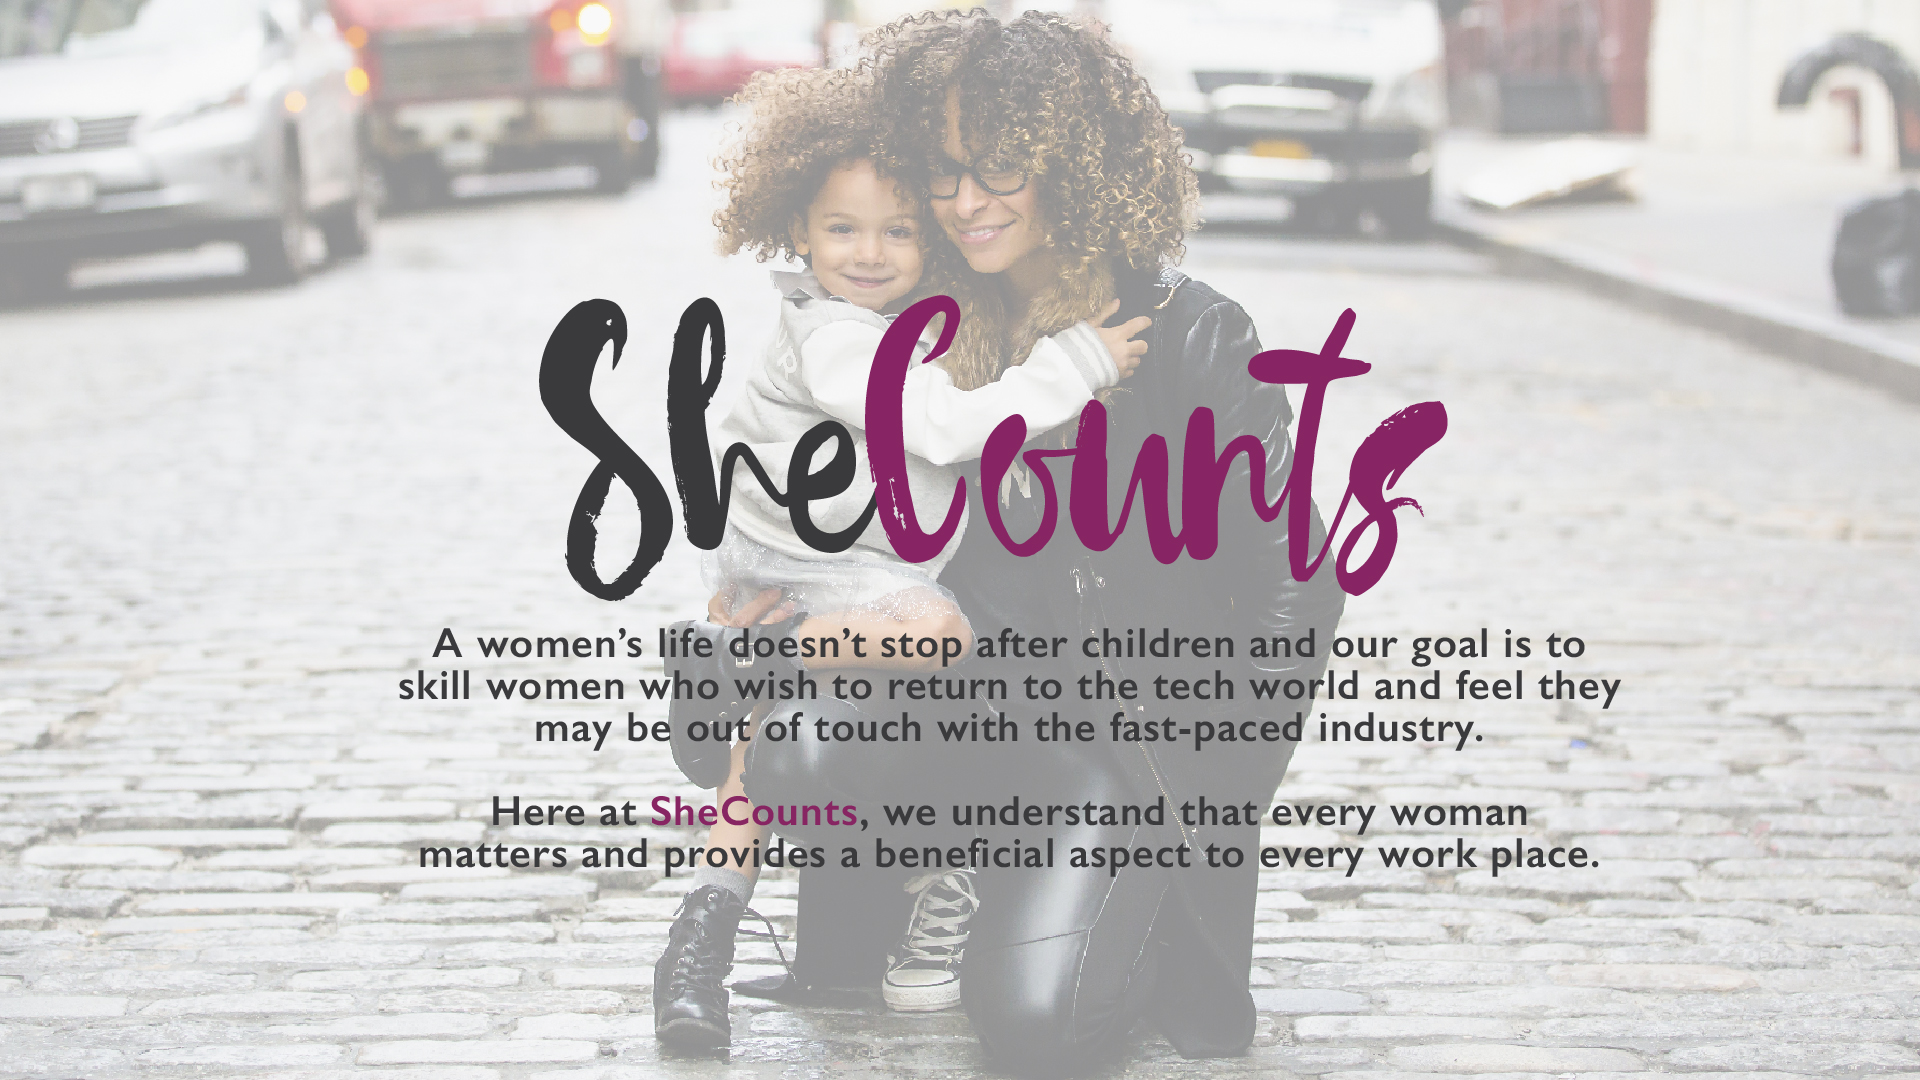 SheCounts
A women’s life doesn’t stop after children and our goal is to
skill women who wish to return to the tech world and feel they
may be out of touch with the fast-paced industry.
Here at SheCounts, we understand that every woman
matters and provides a beneficial aspect to every work place.